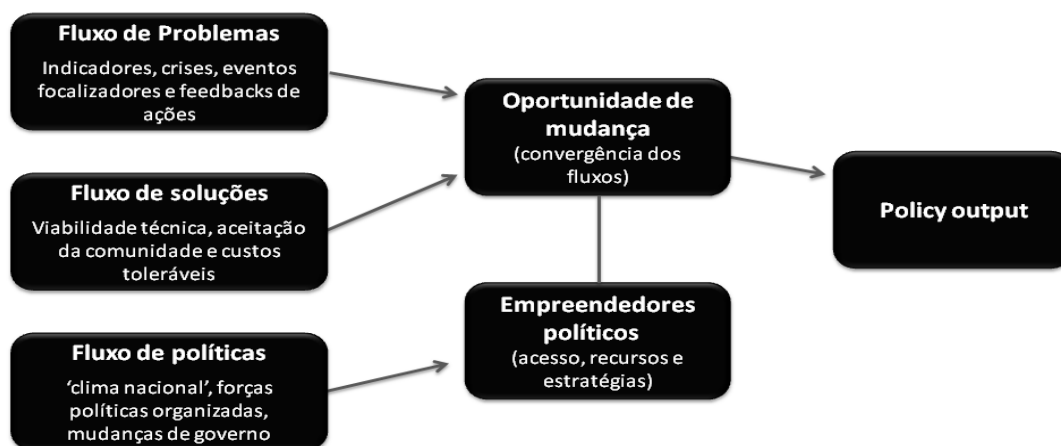 Fluxo de Problemas
Indicadores, crises, eventos
focalizadores e feedbacks de
ações
Fluxo de soluções
Viabilidade técnica, aceitação
da comunidade e custos
toleráveis
Fluxo de políticas
‘clima nacional’, forças
políticas organizadas,
mudanças de governo
Oportunidade de
mudança
(convergência dos
fluxos)
Empreendedores
políticos
(acesso, recursos e
estratégias)
Policy output